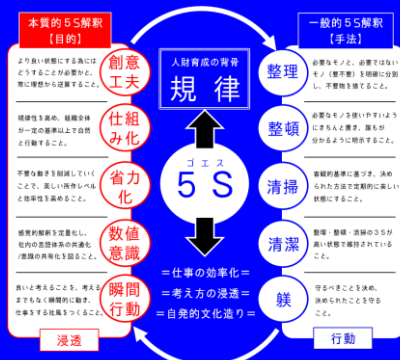 本質的5S解釈
【目的】
より良い状態にする為には
どうすることが必要かと、
常に理想から逆算すること。
創意
工夫
規律性を高め、組織全体
が一定の基準以上で自然
と行動すること。
仕組
み化
不要な動きを削減していく
ことで、美しい所作レベル
と効率性を高めること。
省力
化
感覚的解釈を定量化し、
社内の言語体系の共通化
/意識の共有化を図ること。
数値
意識
良いと考えることを、考える
までもなく瞬間的に動き、
仕事をする社風をつくること。
瞬間
行動
浸透
人財育成の背骨
規律
ゴエス
5S
=仕事の効率化=
=考え方の浸透=
=自発的文化造り=
一般的5S解釈
【手法】
整理
必要なモノと、必要ではない
モノ(要不要)を明確に分別
し、不要物を捨てること。
整頓
必要なモノを使いやすいよう
にきちんと置き、誰もが
分かるように明示すること。
清掃
客観的基準に基づき、決め
られた方法で定期的に美しい
状態にすること。
清潔
整理・整頓・清掃の3Sが
高い状態で維持されている
こと。
躾
守るべきことを決め、
決められたことを守る
こと。
行動